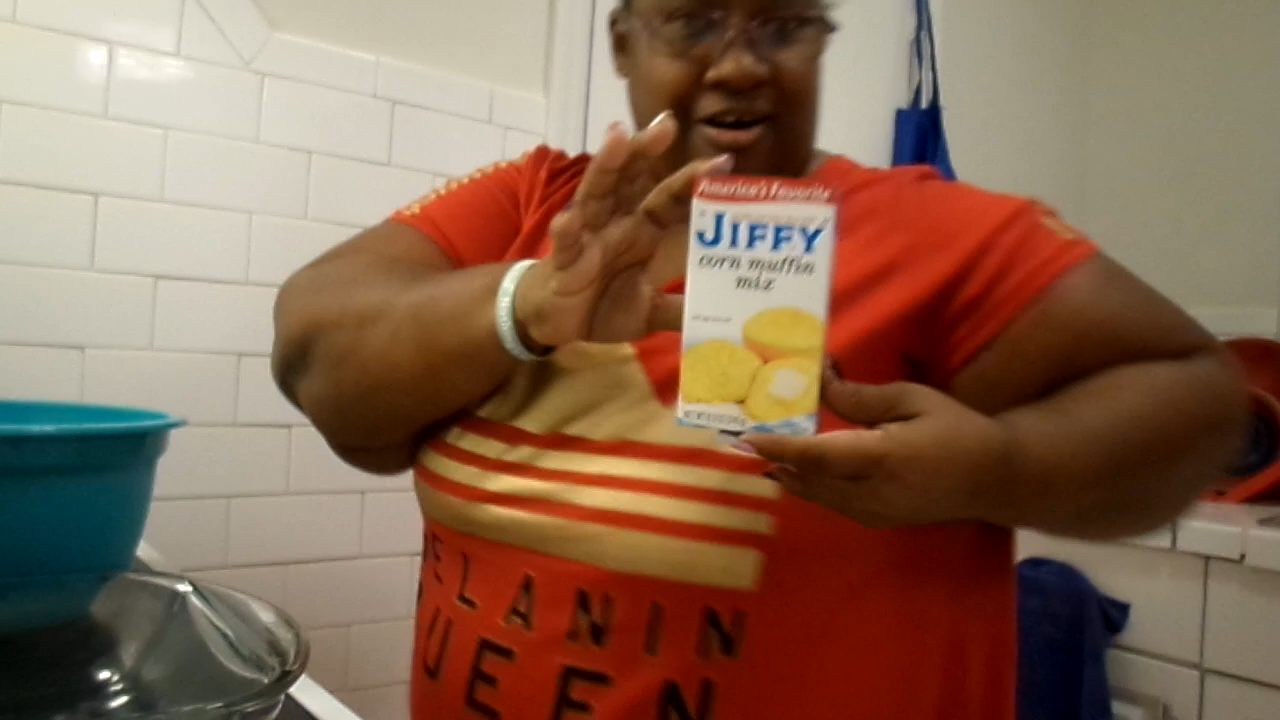 America's Favorite
JIFFY
corn muffin
mix
MELANIN
QUEEN